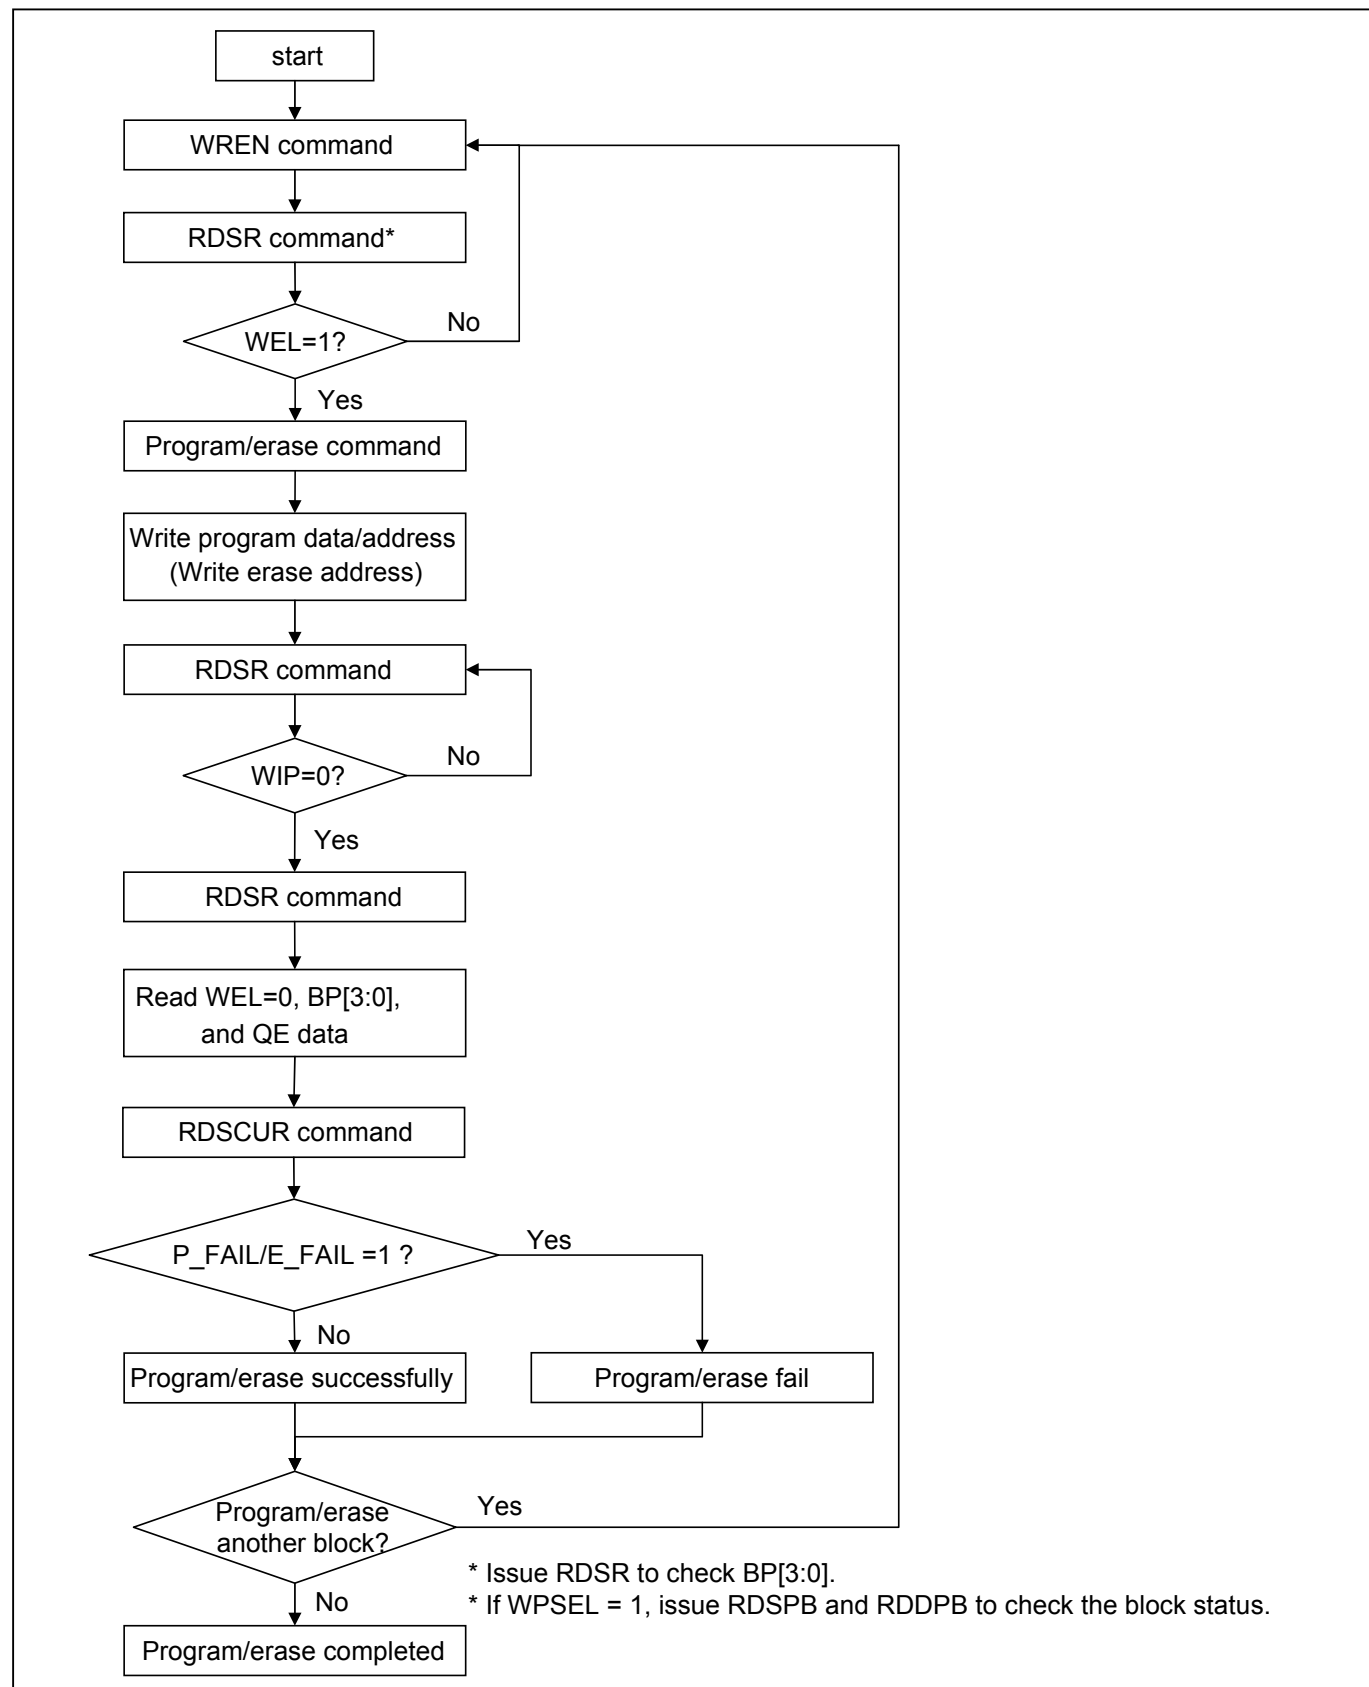 start
WREN command
RDSR command*
WEL=1?
No
Yes
Program/erase command
Write program data/address
(Write erase address)
RDSR command
WIP=0?
No
Yes
RDSR command
Read WEL=0, BP[3:0],
and QE data
RDSCUR command
P_FAIL/E_FAIL =1 ?
Yes
No
Program/erase successfully
Program/erase fail
Program/erase
another block?
Yes
No
* Issue RDSR to check BP[3:0].
* If WPSEL = 1, issue RDSPB and RDDPB to check the block status.
Program/erase completed